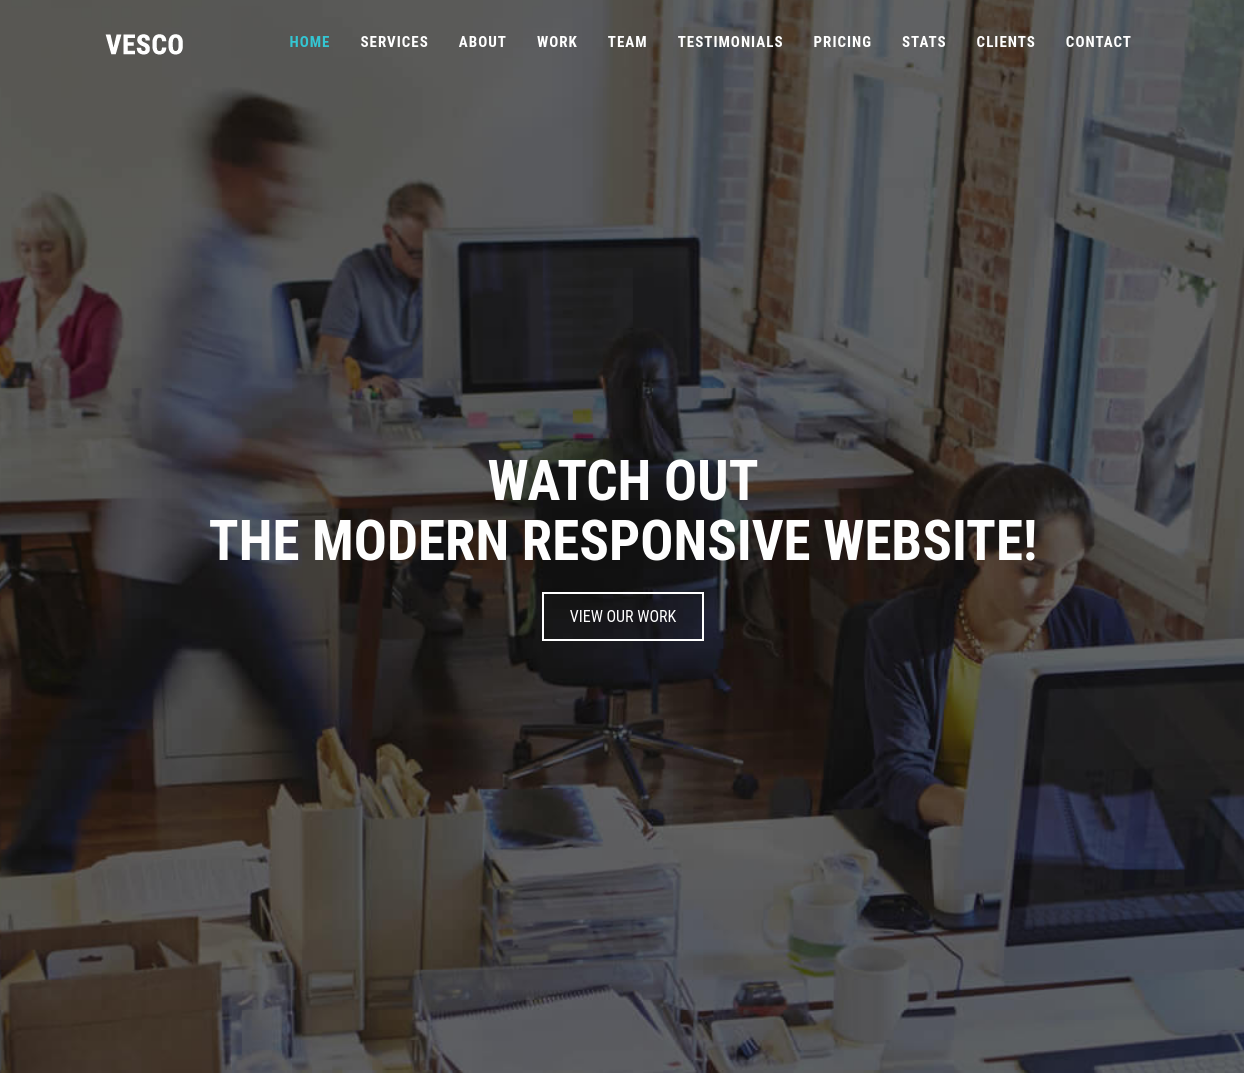 VESCO
HOME SERVICES ABOUT WORK TEAM TESTIMONIALS PRICING STATS CLIENTS CONTACT
WATCH OUT
THE MODERN RESPONSIVE WEBSITE!
VIEW OUR WORK